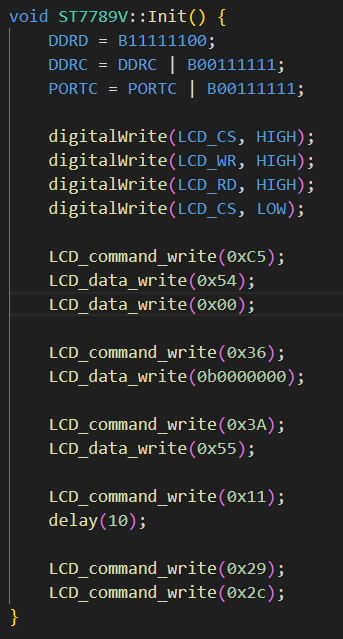 void ST7789V::Init() {
DDRD = B11111100;
DDRC = DDRC | B00111111;
PORTC = PORTC | B00111111;
digitalWrite(LCD_CS, HIGH);
digitalWrite(LCD_WR, HIGH);
digitalWrite(LCD_RD, HIGH);
digitalWrite(LCD_CS, LOW);
LCD_command_write(0xC5);
LCD_data_write(0x54);
LCD_data_write(0x00);
LCD_command_write(0x36);
LCD_data_write(0b0000000);
LCD_command_write(0x3A);
LCD_data_write(0x55);
LCD_command_write(0x11);
delay(10);
LCD_command_write(0x29);
LCD_command_write(0x2c);
}